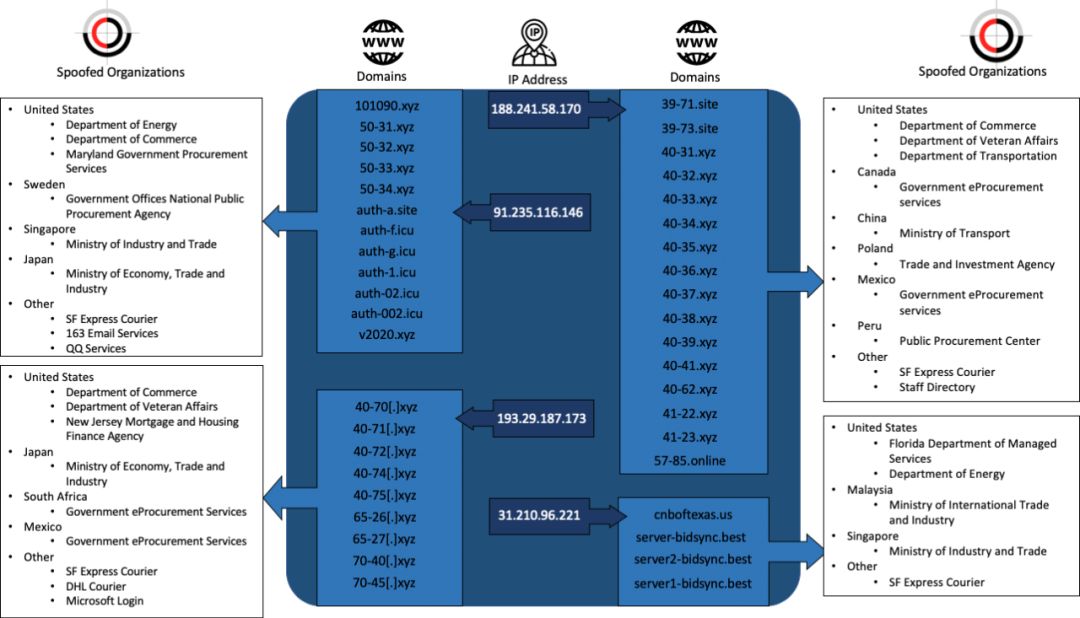 Spoofed Organizations
WWW
Domains
IP
IP Address
WWW
Domains
Spoofed Organizations
• United States
• Department of Energy
• Department of Commerce
• Maryland Government Procurement
Services
• Sweden
• Government Offices National Public
Procurement Agency
• Singapore
• Ministry of Industry and Trade
• Japan
• Ministry of Economy, Trade and
Industry
• Other
• SF Express Courier
• 163 Email Services
• QQ Services
• United States
• Department of Commerce
• Department of Veteran Affairs
• New Jersey Mortgage and Housing
Finance Agency
• Japan
• Ministry of Economy, Trade and
Industry
• South Africa
• Government eProcurement Services
• Mexico
• Government eProcurement Services
• Other
• SF Express Courier
• DHL Courier
• Microsoft Login
101090.xyz
50-31.xyz
50-32.xyz
50-33.xyz
50-34.xyz
auth-a.site
auth-f.icu
auth-g.icu
auth-1.icu
auth-02.icu
auth-002.icu
v2020.xyz
40-70[.]xyz
40-71[.]xyz
40-72[.]xyz
40-74[.]xyz
40-75[.]xyz
65-26[.]xyz
65-27[.]xyz
70-40[.]xyz
70-45[.]xyz
188.241.58.170
91.235.116.146
193.29.187.173
31.210.96.221
39-71.site
39-73.site
40-31.xyz
40-32.xyz
40-33.xyz
40-34.xyz
40-35.xyz
40-36.xyz
40-37.xyz
40-38.xyz
40-39.xyz
40-41.xyz
40-62.xyz
41-22.xyz
41-23.xyz
57-85.online
cnboftexas.us
server-bidsync.best
server2-bidsync.best
server1-bidsync.best
• United States
• Department of Commerce
• Department of Veteran Affairs
• Department of Transportation
• Canada
• Government eProcurement
services
• China
• Ministry of Transport
• Poland
• Trade and Investment Agency
• Mexico
• Government eProcurement
services
• Peru
• Public Procurement Center
• Other
• SF Express Courier
• Staff Directory
• United States
• Florida Department of Managed
Services
• Department of Energy
• Malaysia
• Ministry of International Trade
and Industry
• Singapore
• Ministry of Industry and Trade
• Other
• SF Express Courier